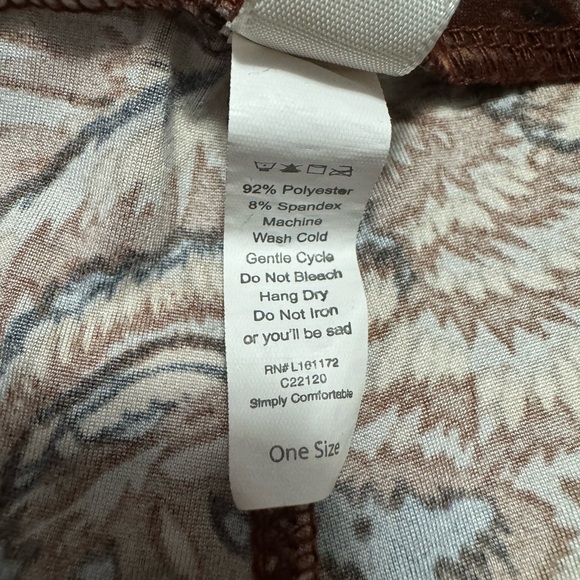 92% Polyester
8% Spandex
Machine
Wash Cold
Gentle Cycle
Do Not Bleach
Hang Dry
Do Not Iron
or you'll be sad
RN#L161172
C22120
Simply Comfortable
One Size